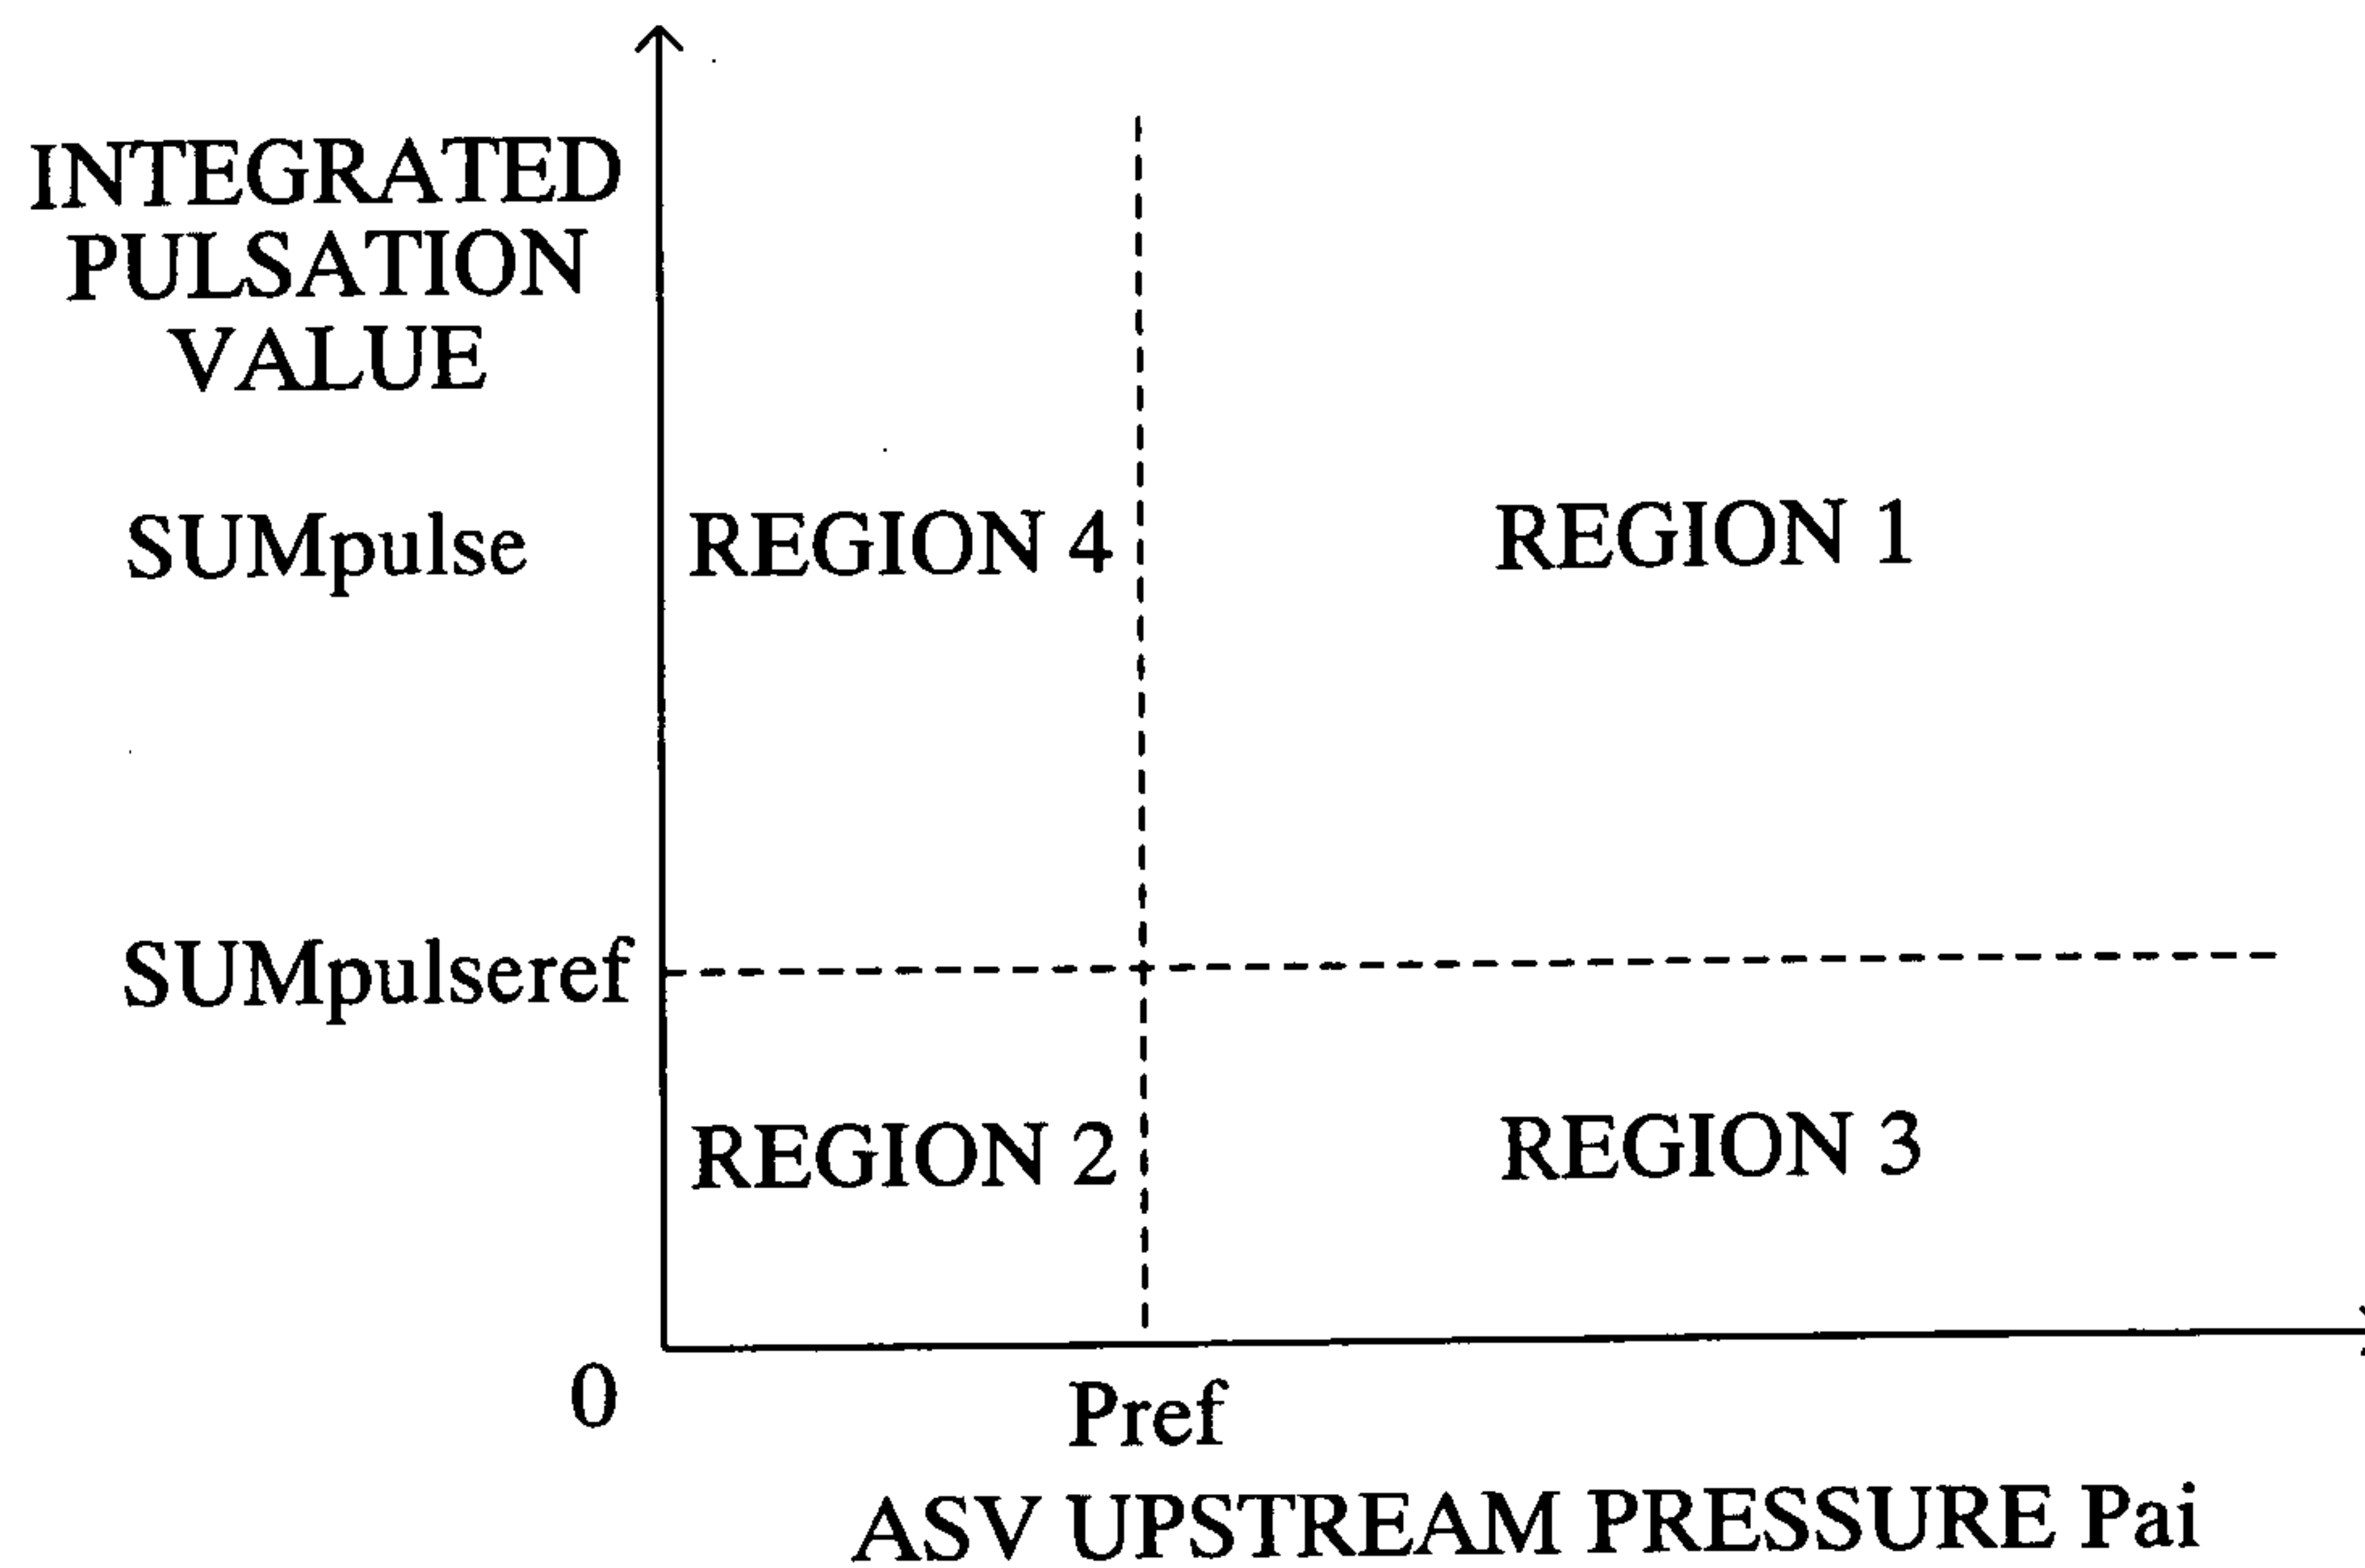 INTEGRATED
PULSATION
VALUE
SUMpulse
REGION 4
REGION 1
SUMpulseref
REGION 2
REGION 3
0
Pref
ASV UPSTREAM PRESSURE Pai